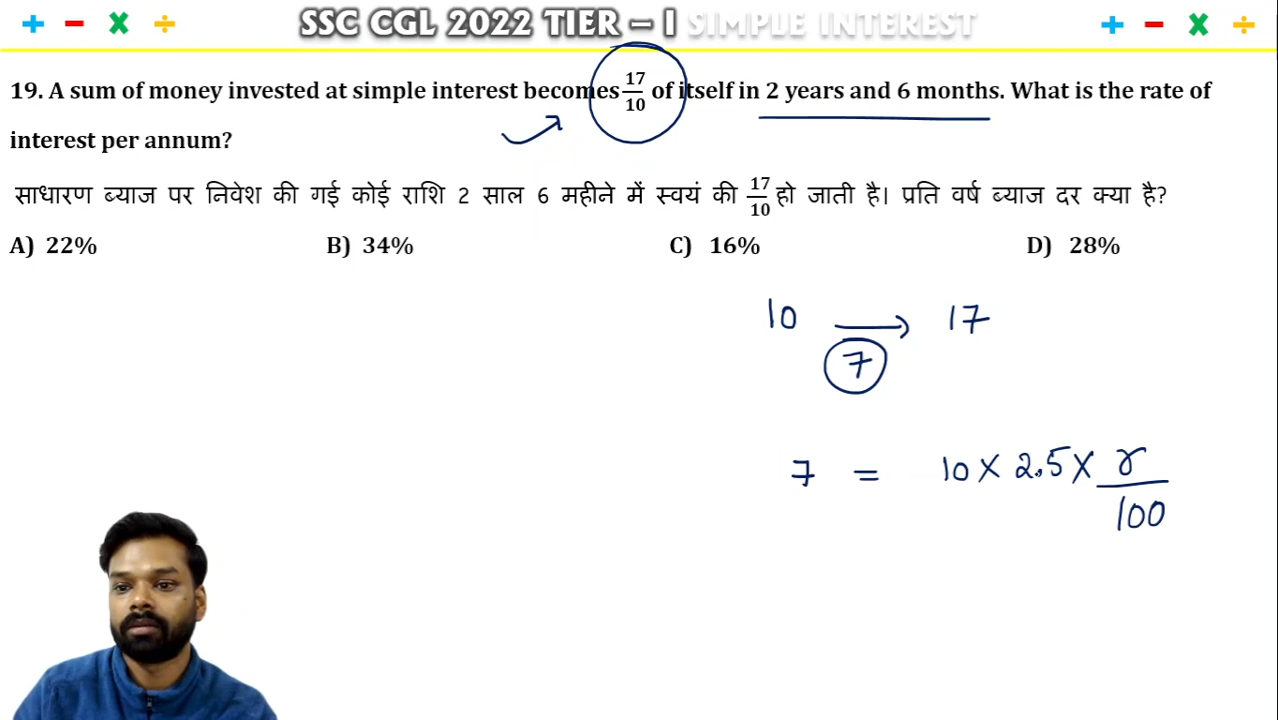 + - × ÷ SSC CGL 2022 TIER – I SIMPLE INTEREST + - × ÷
19. A sum of money invested at simple interest becomes 17/10 of itself in 2 years and 6 months. What is the rate of
interest per annum?
साधारण ब्याज पर निवेश की गई कोई राशि 2 साल 6 महीने में स्वयं की 17/10 हो जाती है। प्रति वर्ष ब्याज दर क्या है?
A) 22% B) 34% C) 16% D) 28%
10 → 17
7
7 = 10 × 2.5 × r/100